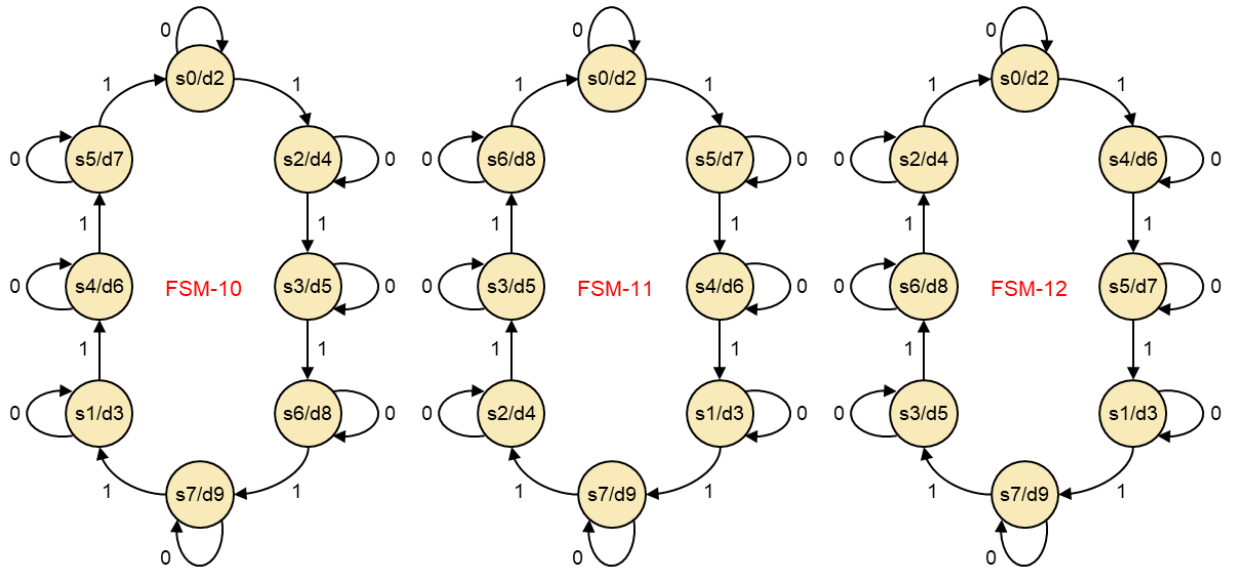 0 0 0
s0/d2 s0/d2 s0/d2
1 1 1 1 1 1
s5/d7 s2/d4 s6/d8 s5/d7 s2/d4 s4/d6
0 0 0 0 0 0
1 1 1 1 1 1
s4/d6 s3/d5 s3/d5 s4/d6 s6/d8 s5/d7
0 FSM-10 0 0 FSM-11 0 0 FSM-12 0
1 1 1 1 1 1
s1/d3 s6/d8 s2/d4 s1/d3 s3/d5 s1/d3
0 0 0 0 0 0
1 1 1 1 1 1
s7/d9 s7/d9 s7/d9
0 0 0